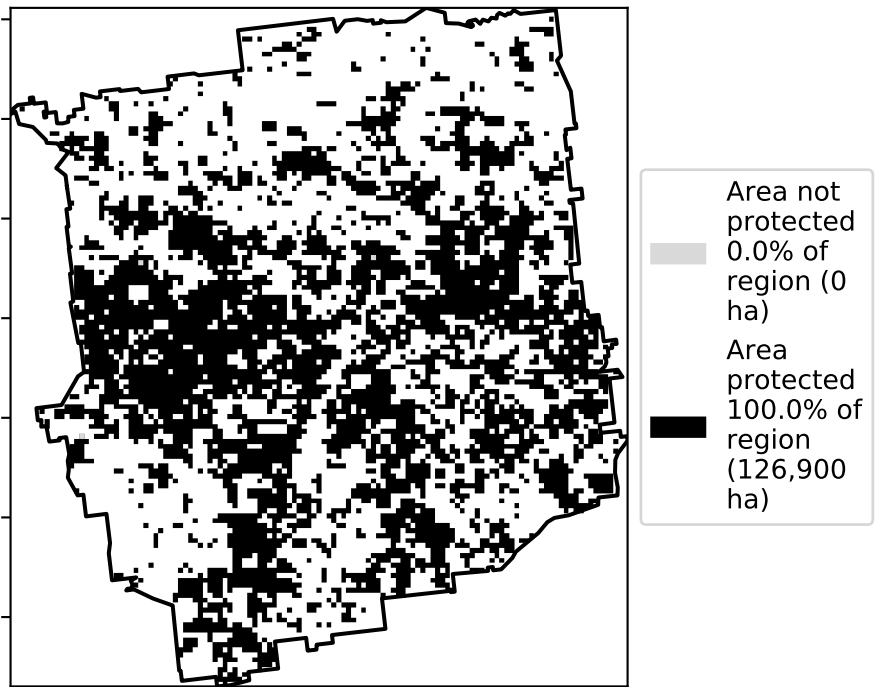 Area not
protected
0.0% of
region (0
ha)
Area
protected
100.0% of
region
(126,900
ha)